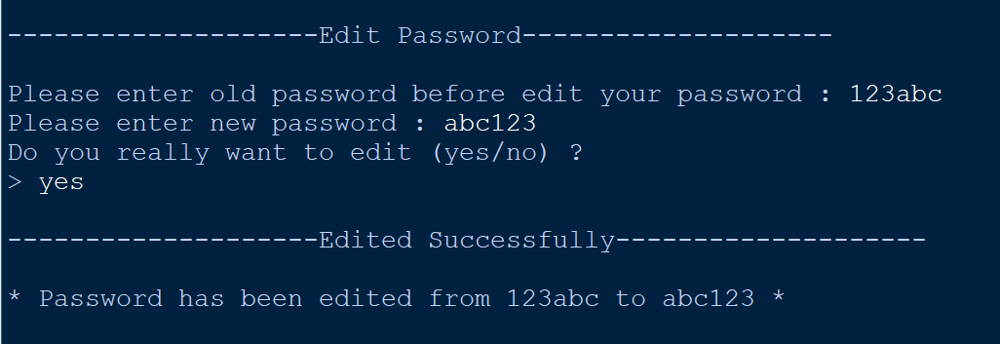 --------------------Edit Password--------------------
Please enter old password before edit your password : 123abc
Please enter new password : abc123
Do you really want to edit (yes/no) ?
> yes
--------------------Edited Successfully--------------------
* Password has been edited from 123abc to abc123 *